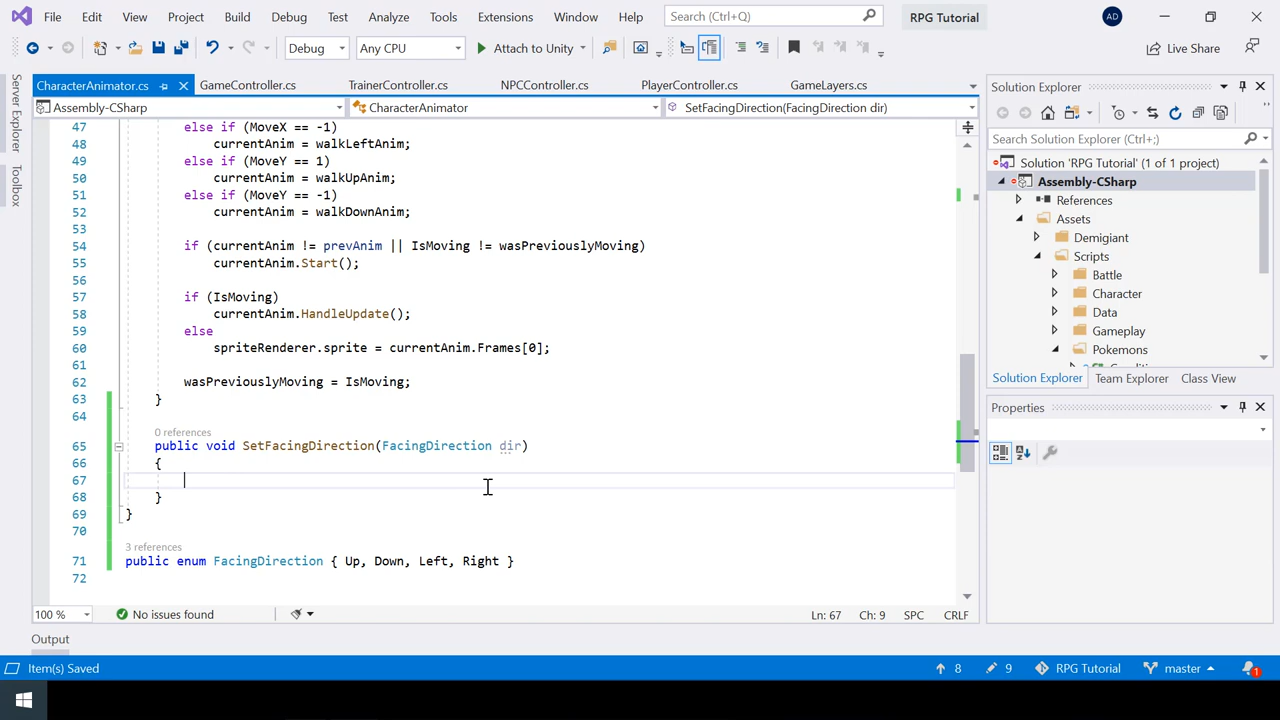 File Edit View Project Build Debug Test Analyze Tools Extensions Window Help Search (Ctrl+Q) RPG Tutorial AD
Debug Any CPU Attach to Unity Live Share
CharacterAnimator.cs GameController.cs TrainerController.cs NPCController.cs PlayerController.cs GameLayers.cs
Assembly-CSharp CharacterAnimator SetFacingDirection(FacingDirection dir)
Server Explorer
Toolbox
47 else if (MoveX == -1)
48 currentAnim = walkLeftAnim;
49 else if (MoveY == 1)
50 currentAnim = walkUpAnim;
51 else if (MoveY == -1)
52 currentAnim = walkDownAnim;
53
54 if (currentAnim != prevAnim || IsMoving != wasPreviouslyMoving)
55 currentAnim.Start();
56
57 if (IsMoving)
58 currentAnim.HandleUpdate();
59 else
60 spriteRenderer.sprite = currentAnim.Frames[0];
61
62 wasPreviouslyMoving = IsMoving;
63 }
64
0 references
65 public void SetFacingDirection(FacingDirection dir)
66 {
67
68 }
69 }
70
3 references
71 public enum FacingDirection { Up, Down, Left, Right }
72
100 % No issues found Ln: 67 Ch: 9 SPC CRLF
Output
Item(s) Saved 8 9 RPG Tutorial master 1
Solution Explorer
Search Solution Explorer (Ctrl+;)
Solution 'RPG Tutorial' (1 of 1 project)
Assembly-CSharp
References
Assets
Demigiant
Scripts
Battle
Character
Data
Gameplay
Pokemons
Solution Explorer Team Explorer Class View
Properties